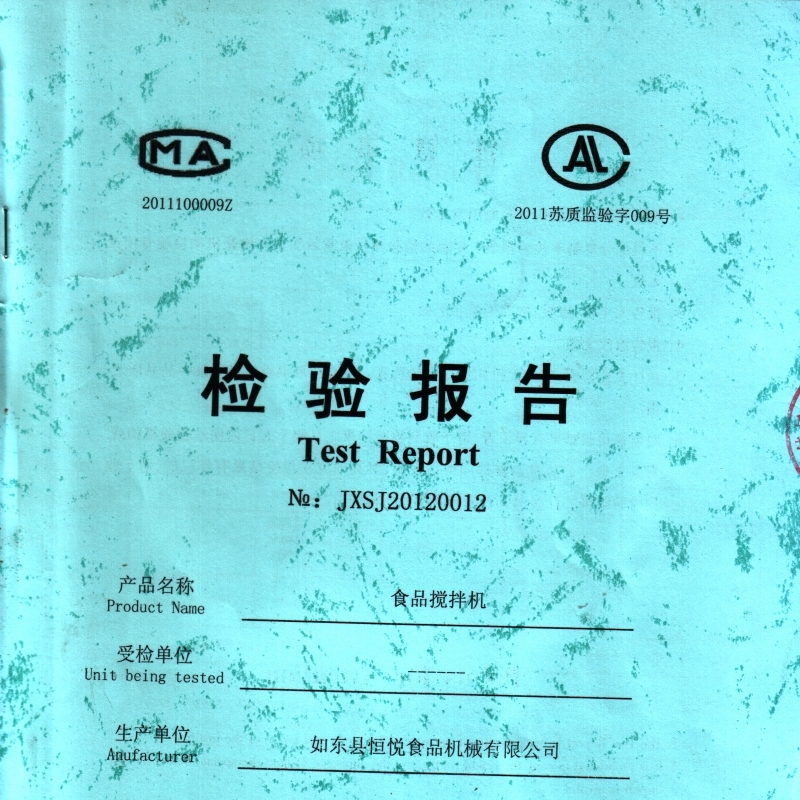 MA
2011100009Z
AL
2011苏质监验字009号
检验报告
Test Report
№: JXSJ20120012
产品名称
Product Name
食品搅拌机
受检单位
Unit being tested
------
生产单位
Anufacturer
如东县恒悦食品机械有限公司